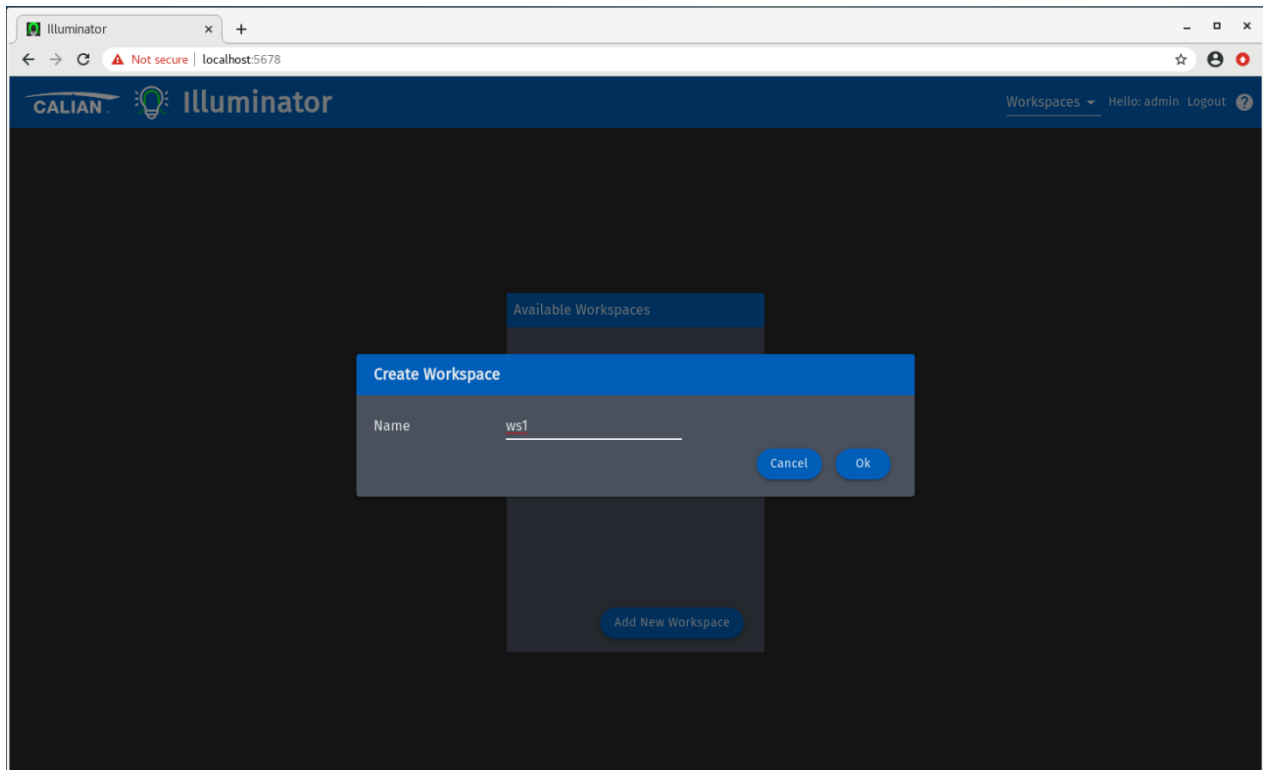 Illuminator
Not secure | localhost:5678
CALIAN. Illuminator Workspaces Hello: admin Logout ?
Available Workspaces
Create Workspace
Name ws1
Cancel Ok
Add New Workspace